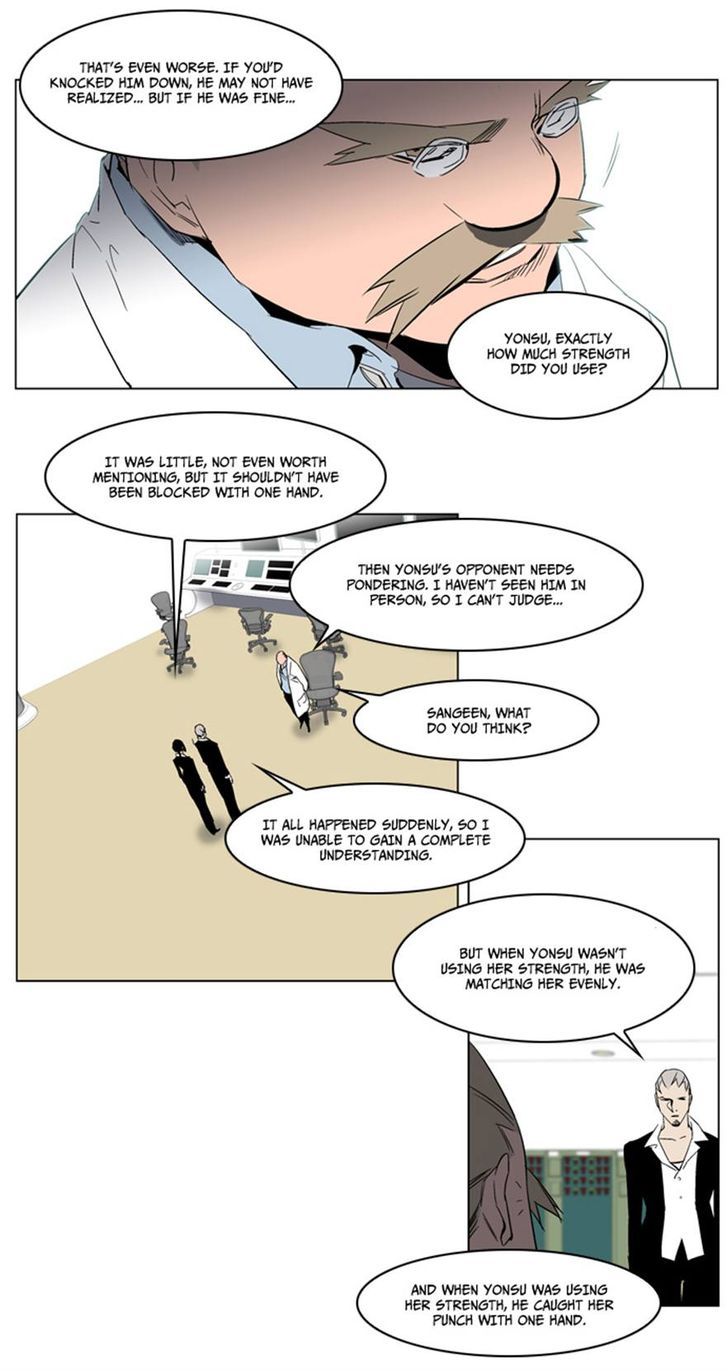 THAT'S EVEN WORSE. IF YOU'D
KNOCKED HIM DOWN, HE MAY NOT HAVE
REALIZED... BUT IF HE WAS FINE...
YONSU, EXACTLY
HOW MUCH STRENGTH
DID YOU USE?
IT WAS LITTLE, NOT EVEN WORTH
MENTIONING, BUT IT SHOULDN'T HAVE
BEEN BLOCKED WITH ONE HAND.
THEN YONSU'S OPPONENT NEEDS
PONDERING. I HAVEN'T SEEN HIM IN
PERSON, SO I CAN'T JUDGE...
SANGEEN, WHAT
DO YOU THINK?
IT ALL HAPPENED SUDDENLY, SO I
WAS UNABLE TO GAIN A COMPLETE
UNDERSTANDING.
BUT WHEN YONSU WASN'T
USING HER STRENGTH, HE WAS
MATCHING HER EVENLY.
AND WHEN YONSU WAS USING
HER STRENGTH, HE CAUGHT HER
PUNCH WITH ONE HAND.